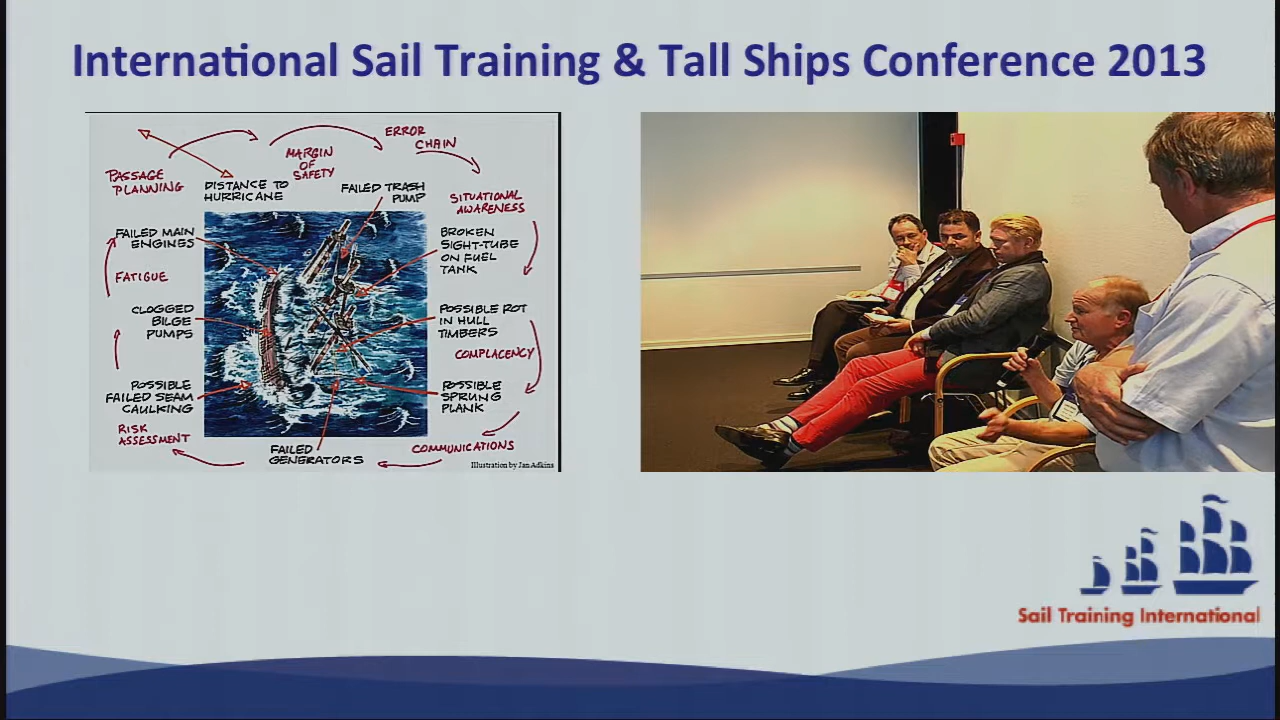 International Sail Training & Tall Ships Conference 2013
ERROR
CHAIN
MARGIN
OF
SAFETY
PASSAGE
PLANNING
DISTANCE TO
HURRICANE
FAILED TRASH
PUMP
SITUATIONAL
AWARENESS
FAILED MAIN
ENGINES
BROKEN
SIGHT-TUBE
ON FUEL
TANK
FATIGUE
CLOGGED
BILGE
PUMPS
POSSIBLE ROT
IN HULL
TIMBERS
COMPLACENCY
POSSIBLE
FAILED SEAM
CAULKING
POSSIBLE
SPRUNG
PLANK
RISK
ASSESSMENT
FAILED
GENERATORS
COMMUNICATIONS
Illustration by Jan Adkins
Sail Training International